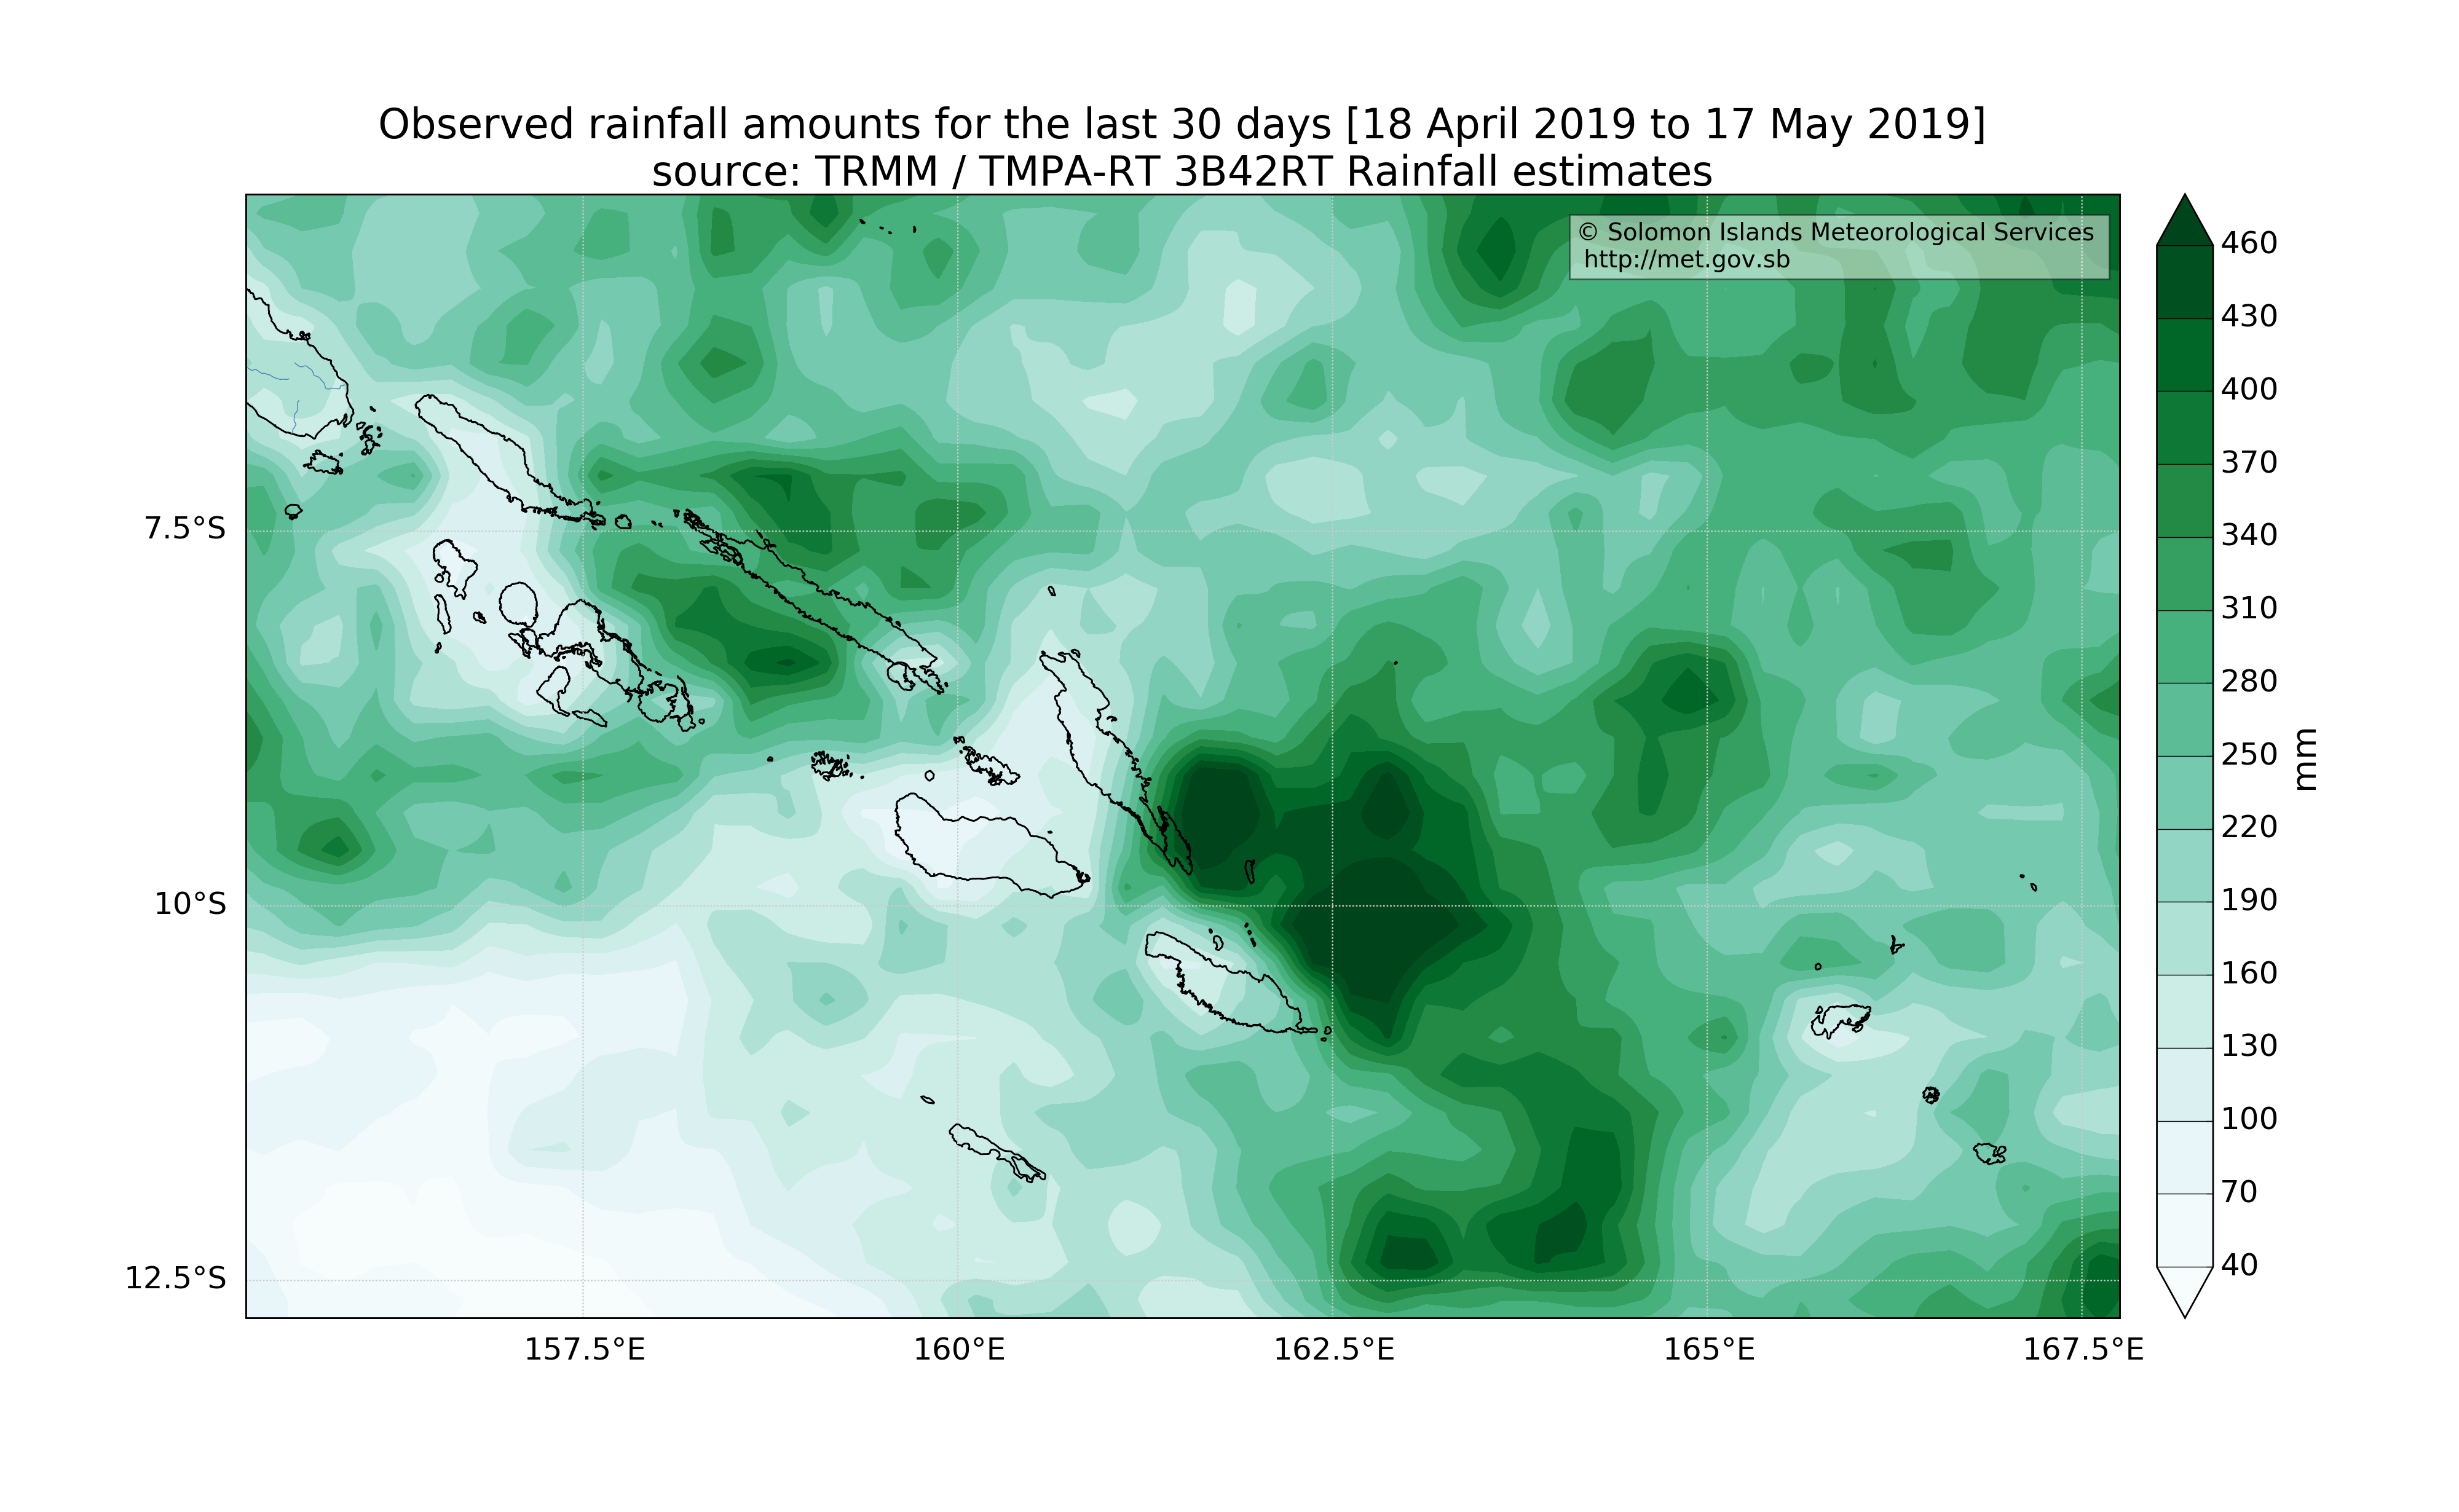 Observed rainfall amounts for the last 30 days [18 April 2019 to 17 May 2019]
source: TRMM / TMPA-RT 3B42RT Rainfall estimates
© Solomon Islands Meteorological Services
http://met.gov.sb
7.5°S
10°S
12.5°S
157.5°E
160°E
162.5°E
165°E
167.5°E
460
430
400
370
340
310
280
250
220
190
160
130
100
70
40
mm